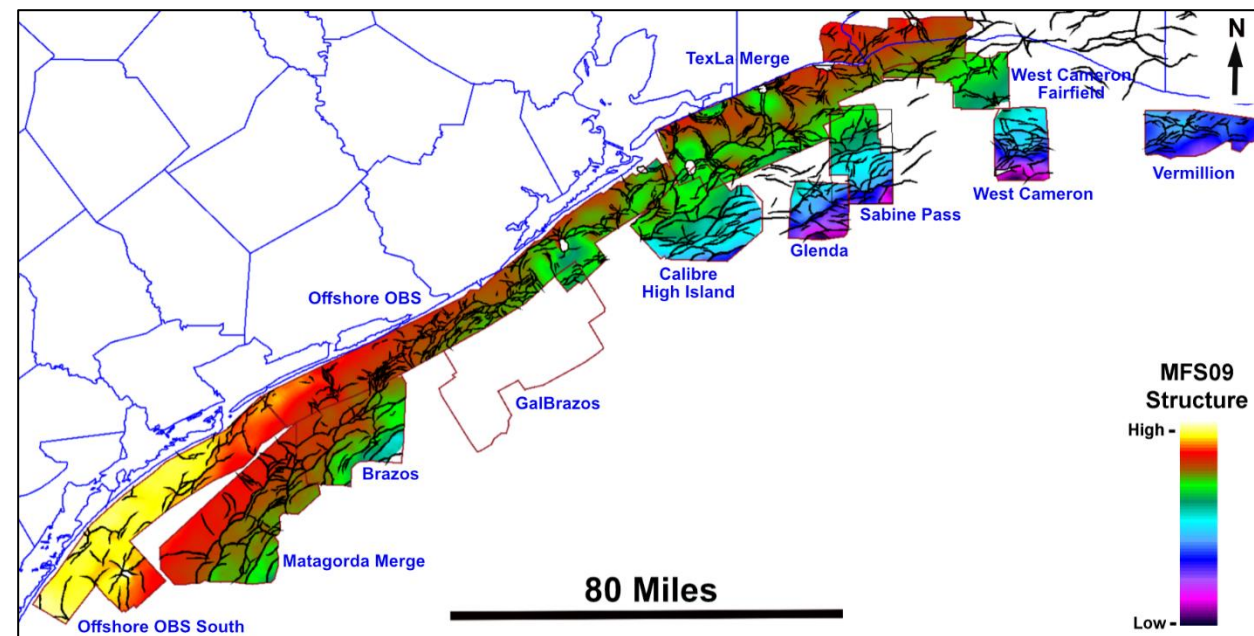 N
TexLa Merge
West Cameron
Fairfield
West Cameron
Vermillion
Sabine Pass
Glenda
Calibre
High Island
Offshore OBS
GalBrazos
Brazos
Matagorda Merge
Offshore OBS South
80 Miles
MFS09
Structure
High
Low